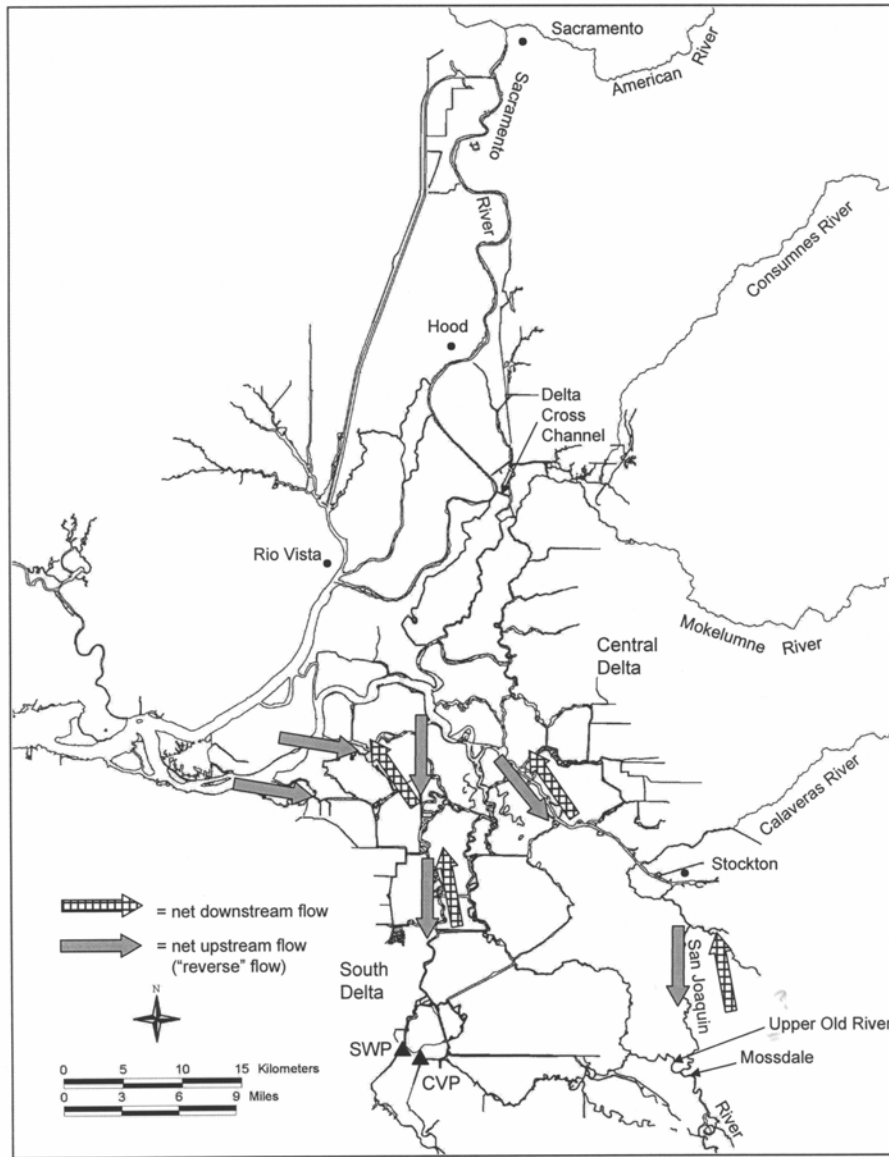 Sacramento
American River
Sacramento
River
Consumnes River
Hood
Delta
Cross
Channel
Rio Vista
Mokelumne River
Central
Delta
Calaveras River
Stockton
= net downstream flow
= net upstream flow
("reverse" flow)
San Joaquin
River
South
Delta
N
Upper Old River
SWP
Mossdale
CVP
0 5 10 15 Kilometers
0 3 6 9 Miles